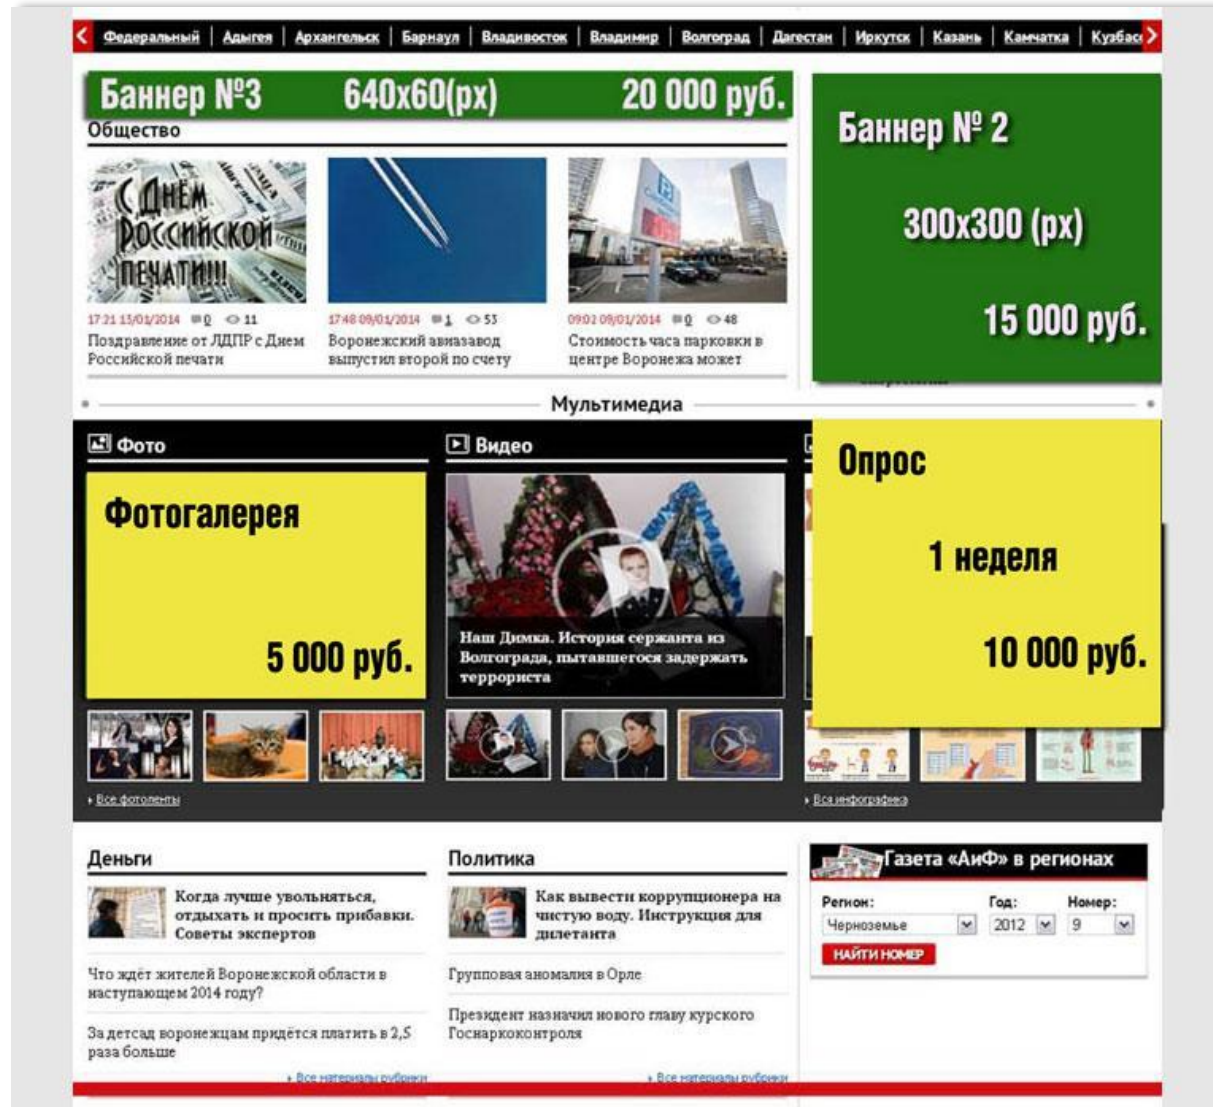 Федеральный | Адыгея | Архангельск | Барнаул | Владивосток | Владимир | Волгоград | Дагестан | Иркутск | Казань | Камчатка | Кузбасс
Баннер №3 640х60(px) 20 000 руб.
Общество
С ДНЁМ
РОССИЙСКОЙ
ПЕЧАТИ!!!
17:21 13/01/2014 0 11
Поздравление от ЛДПР с Днем
Российской печати
17:48 09/01/2014 1 53
Воронежский авиазавод
выпустил второй по счету
09:02 09/01/2014 0 48
Стоимость часа парковки в
центре Воронежа может
Баннер № 2
300х300 (px)
15 000 руб.
Мультимедиа
Фото
Фотогалерея
5 000 руб.
Все фотоленты
Видео
Наш Димка. История сержанта из
Волгограда, пытавшегося задержать
террориста
Опрос
1 неделя
10 000 руб.
Вся инфографика
Деньги
Когда лучше увольняться,
отдыхать и просить прибавки.
Советы экспертов
Что ждёт жителей Воронежской области в
наступающем 2014 году?
За детсад воронежцам придётся платить в 2,5
раза больше
Все материалы рубрики
Политика
Как вывести коррупционера на
чистую воду. Инструкция для
дилетанта
Групповая аномалия в Орле
Президент назначил нового главу курского
Госнаркоконтроля
Все материалы рубрики
Газета «АиФ» в регионах
Регион: Год: Номер:
Черноземье 2012 9
НАЙТИ НОМЕР